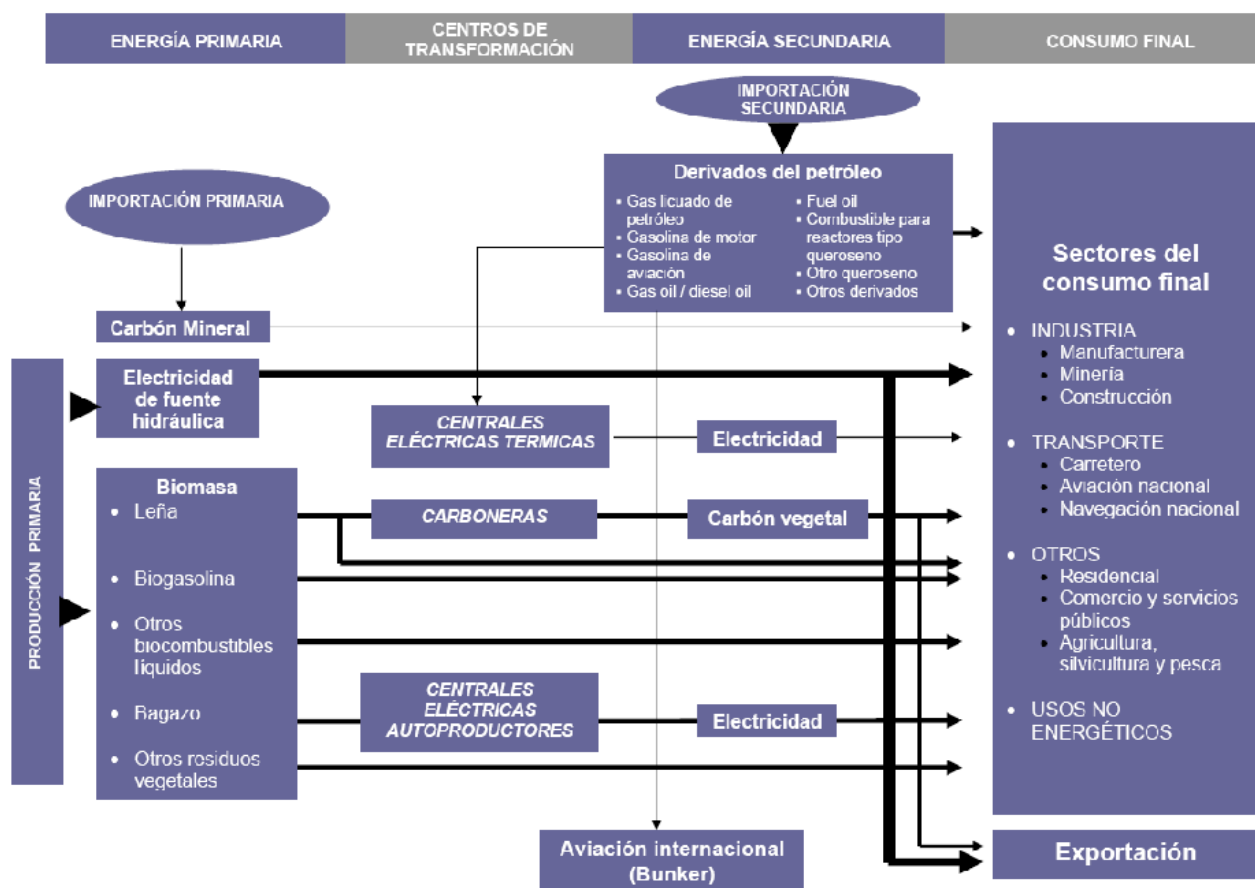 ENERGÍA PRIMARIA
CENTROS DE
TRANSFORMACIÓN
ENERGÍA SECUNDARIA
CONSUMO FINAL
IMPORTACIÓN
SECUNDARIA
Derivados del petróleo
▪ Gas licuado de
petróleo
▪ Gasolina de motor
▪ Gasolina de
aviación
▪ Gas oil / diesel oil
▪ Fuel oil
▪ Combustible para
reactores tipo
queroseno
▪ Otro queroseno
▪ Otros derivados
IMPORTACIÓN PRIMARIA
Carbón Mineral
PRODUCCIÓN PRIMARIA
Electricidad
de fuente
hidráulica
CENTRALES
ELÉCTRICAS TERMICAS
Electricidad
Biomasa
• Leña
• Biogasolina
• Otros
biocombustibles
líquidos
• Bagazo
• Otros residuos
vegetales
CARBONERAS
Carbón vegetal
CENTRALES
ELÉCTRICAS
AUTOPRODUCTORES
Electricidad
Aviación internacional
(Bunker)
Sectores del
consumo final
• INDUSTRIA
• Manufacturera
• Minería
• Construcción
• TRANSPORTE
• Carretero
• Aviación nacional
• Navegación nacional
• OTROS
• Residencial
• Comercio y servicios
públicos
• Agricultura,
silvicultura y pesca
• USOS NO
ENERGÉTICOS
Exportación